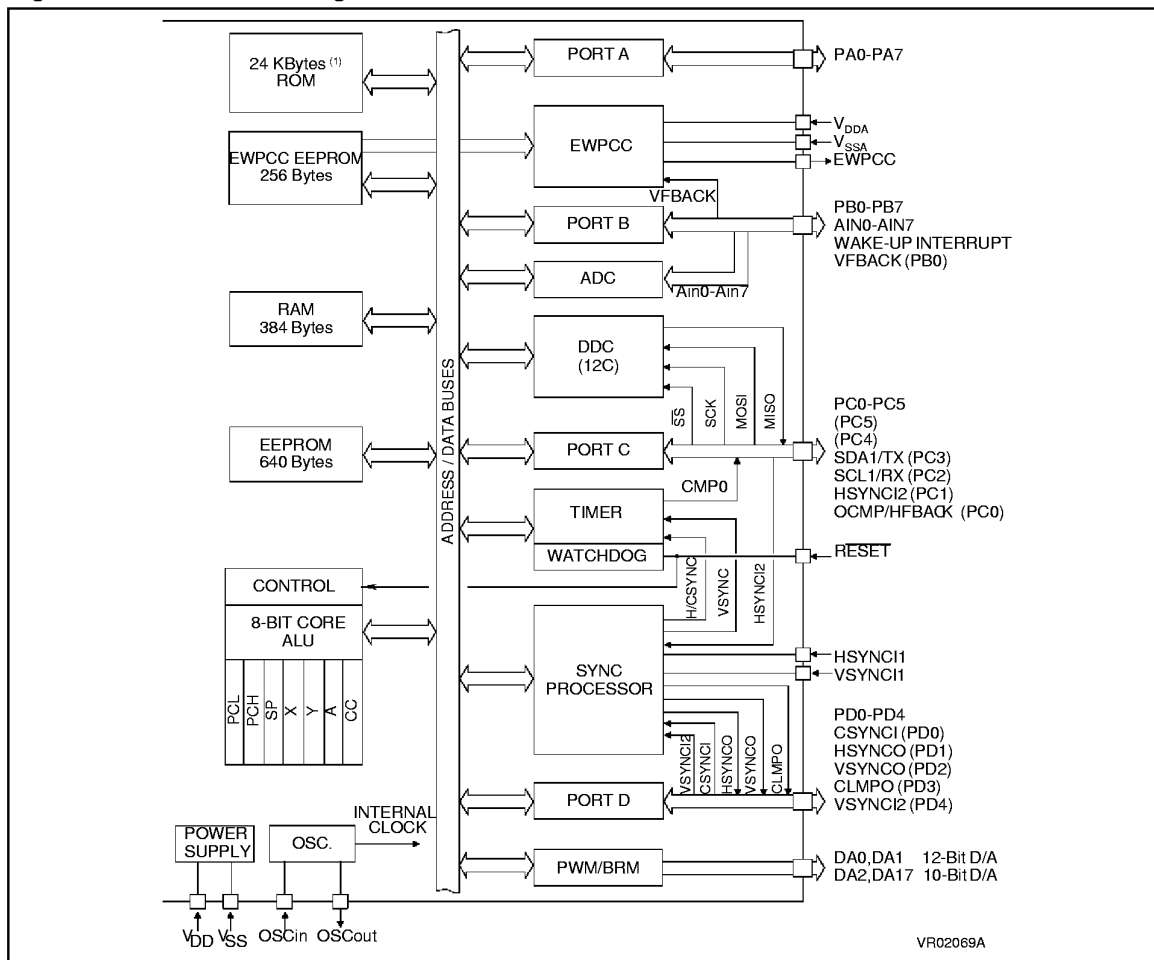 24 KBytes (1)
ROM
EWPCC EEPROM
256 Bytes
RAM
384 Bytes
EEPROM
640 Bytes
CONTROL
8-BIT CORE
ALU
PCL
PCH
SP
X
Y
A
CC
POWER
SUPPLY
OSC.
INTERNAL
CLOCK
VDD
VSS
OSCin
OSCout
ADDRESS / DATA BUSES
PORT A
EWPCC
VFBACK
PORT B
ADC
Ain0-Ain7
DDC
(12C)
SS
SCK
MOSI
MISO
PORT C
CMP0
TIMER
WATCHDOG
H/CSYNC
VSYNC
HSYNCI2
SYNC
PROCESSOR
VSYNCI2
CSYNCI
HSYNCO
VSYNCO
CLMPO
PORT D
PWM/BRM
PA0-PA7
VDDA
VSSA
EWPCC
PB0-PB7
AIN0-AIN7
WAKE-UP INTERRUPT
VFBACK (PB0)
PC0-PC5
(PC5)
(PC4)
SDA1/TX (PC3)
SCL1/RX (PC2)
HSYNCI2 (PC1)
OCMP/HFBACK (PC0)
RESET
HSYNCI1
VSYNCI1
PD0-PD4
CSYNCI (PD0)
HSYNCO (PD1)
VSYNCO (PD2)
CLMPO (PD3)
VSYNCI2 (PD4)
DA0,DA1 12-Bit D/A
DA2,DA17 10-Bit D/A
VR02069A